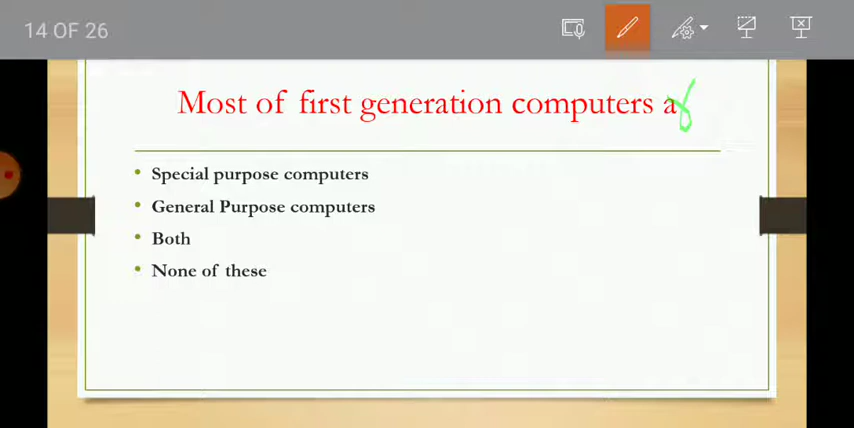 14 OF 26
Most of first generation computers a
Special purpose computers
General Purpose computers
Both
None of these